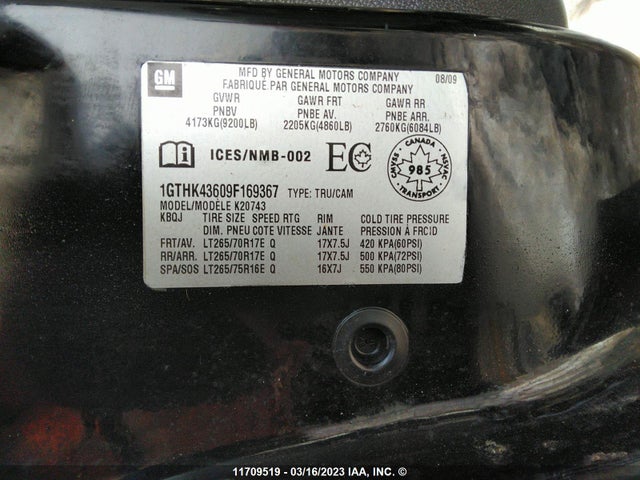 GM
MFD BY GENERAL MOTORS COMPANY 08/09
FABRIQUÉ PAR GENERAL MOTORS COMPANY
GVWR GAWR FRT GAWR RR
PNBV PNBE AV. PNBE ARR.
4173KG(9200LB) 2205KG(4860LB) 2760KG(6084LB)
ICES/NMB-002 EC
CANADA
CMVSS NSVAC
985
TRANSPORT
1GTHK43609F169367 TYPE: TRU/CAM
MODEL/MODÈLE K20743
KBQJ TIRE SIZE SPEED RTG RIM COLD TIRE PRESSURE
DIM. PNEU COTE VITESSE JANTE PRESSION À FROID
FRT/AV. LT265/70R17E Q 17X7.5J 420 KPA(60PSI)
RR/ARR. LT265/70R17E Q 17X7.5J 500 KPA(72PSI)
SPA/SOS LT265/75R16E Q 16X7J 550 KPA(80PSI)
11709519 - 03/16/2023 IAA, INC. ©